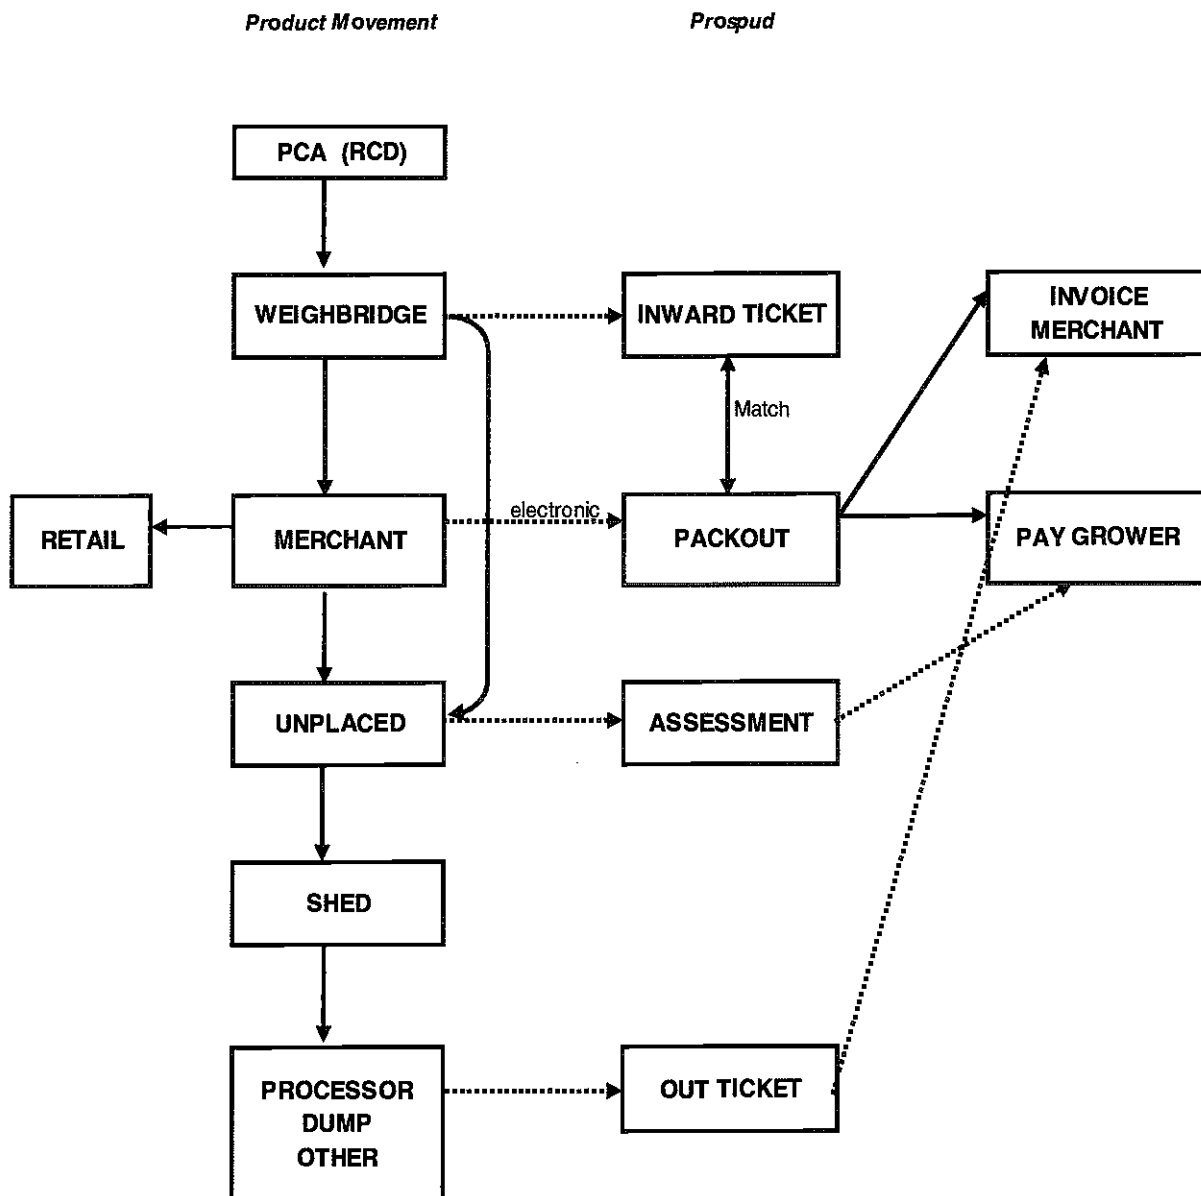 Product Movement
Prospud
PCA (RCD)
WEIGHBRIDGE
INWARD TICKET
INVOICE
MERCHANT
Match
RETAIL
MERCHANT
electronic
PACKOUT
PAY GROWER
UNPLACED
ASSESSMENT
SHED
PROCESSOR
DUMP
OTHER
OUT TICKET